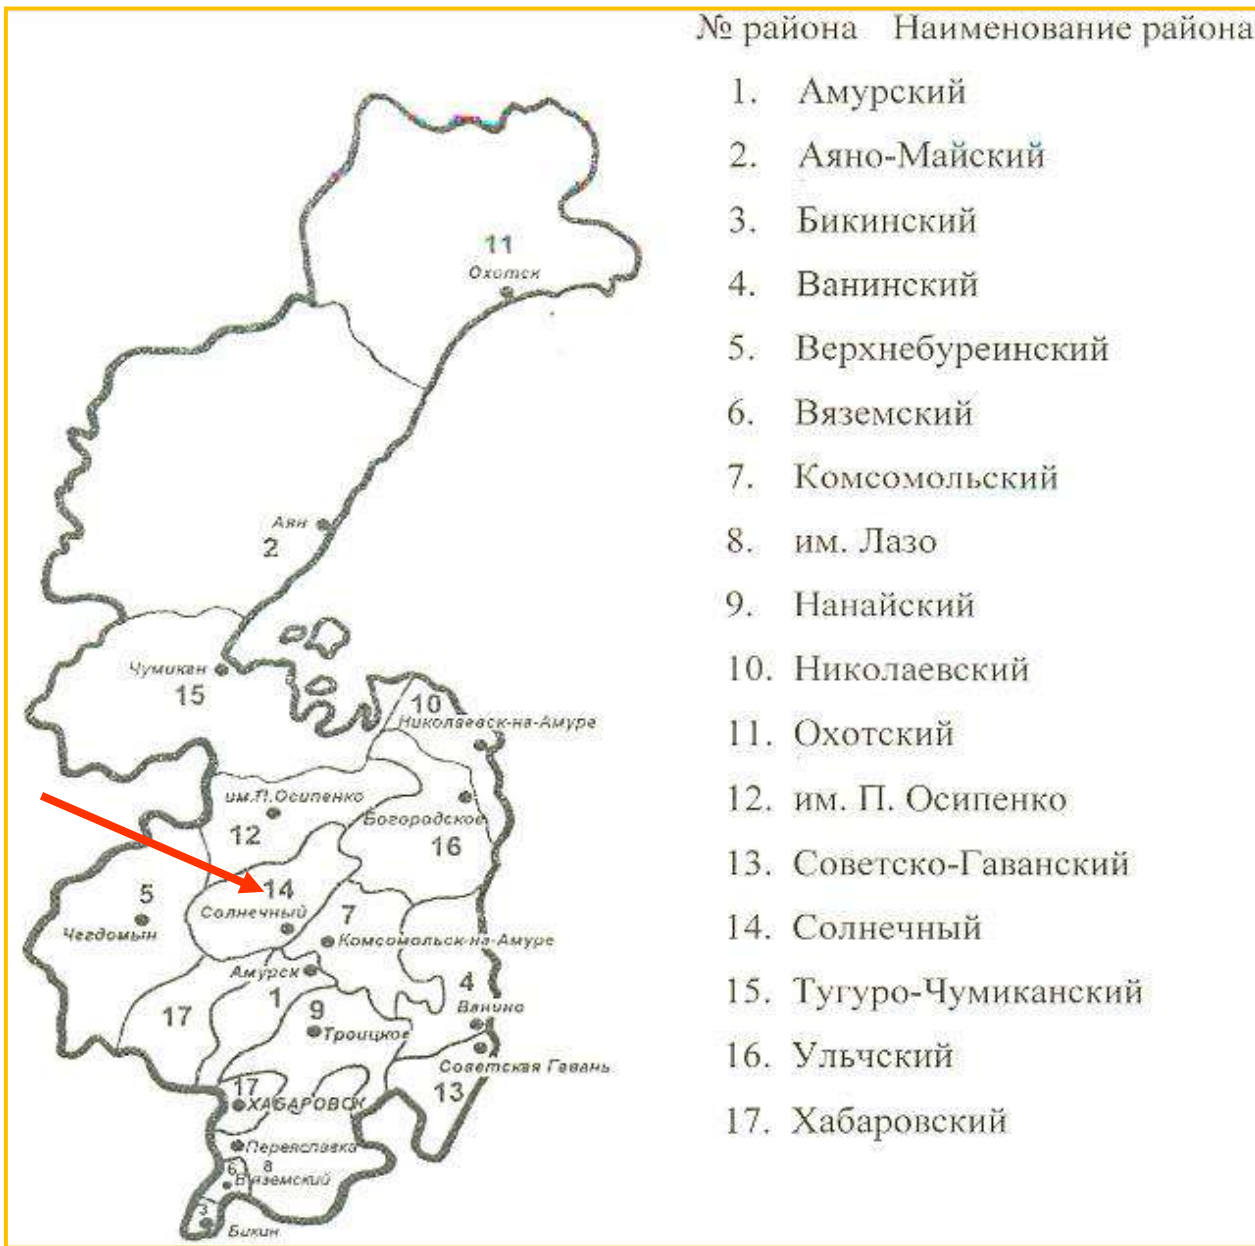 № района Наименование района
1. Амурский
2. Аяно-Майский
3. Бикинский
4. Ванинский
5. Верхнебуреинский
6. Вяземский
7. Комсомольский
8. им. Лазо
9. Нанайский
10. Николаевский
11. Охотский
12. им. П. Осипенко
13. Советско-Гаванский
14. Солнечный
15. Тугуро-Чумиканский
16. Ульчский
17. Хабаровский
11
Охотск
Аян
2
Чумикан
15
10
Николаевск-на-Амуре
им.П.Осипенко
12
Богородское
16
14
Солнечный
5
Чегдомын
7
Комсомольск-на-Амуре
Амурск
1
17
9
Троицкое
4
Ванино
Советская Гавань
13
17
ХАБАРОВСК
Переяславка
8
6
Вяземский
3
Бикин